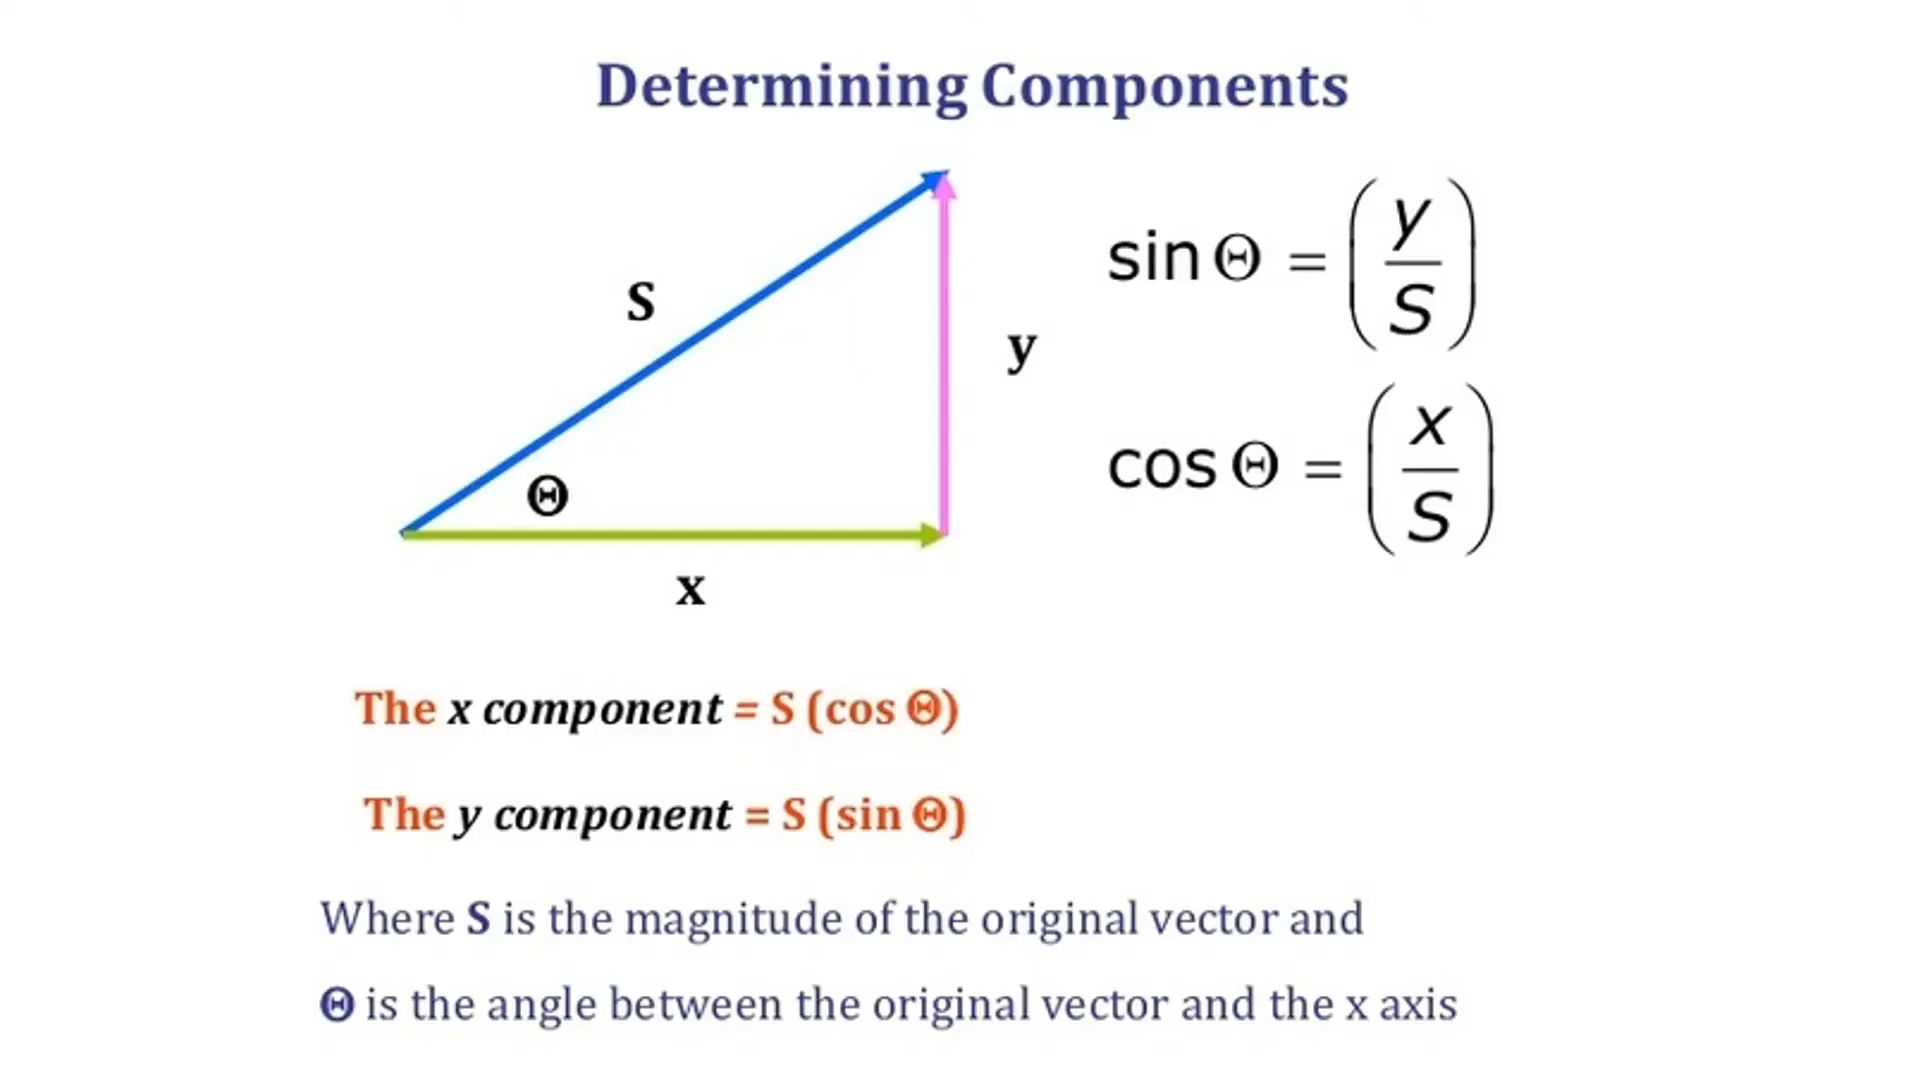 Determining Components
S
Θ
x
y
sin Θ = (y/S)
cos Θ = (x/S)
The x component = S (cos Θ)
The y component = S (sin Θ)
Where S is the magnitude of the original vector and
Θ is the angle between the original vector and the x axis